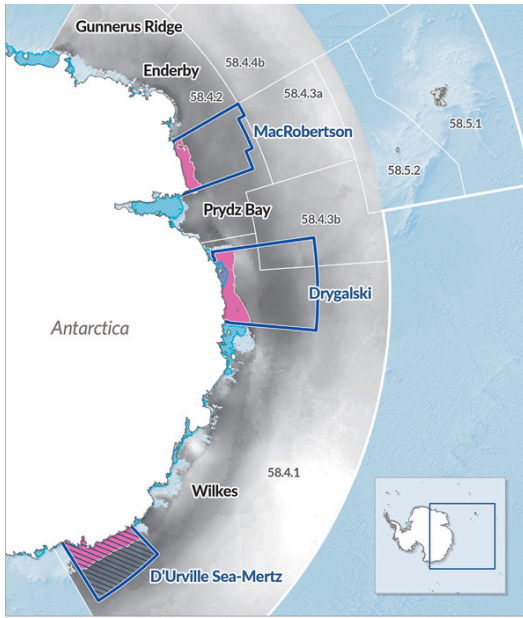 Gunnerus Ridge
Enderby
58.4.4b
58.4.2
58.4.3a
MacRobertson
58.5.1
58.5.2
Prydz Bay
58.4.3b
Drygalski
Antarctica
58.4.1
Wilkes
D'Urville Sea-Mertz